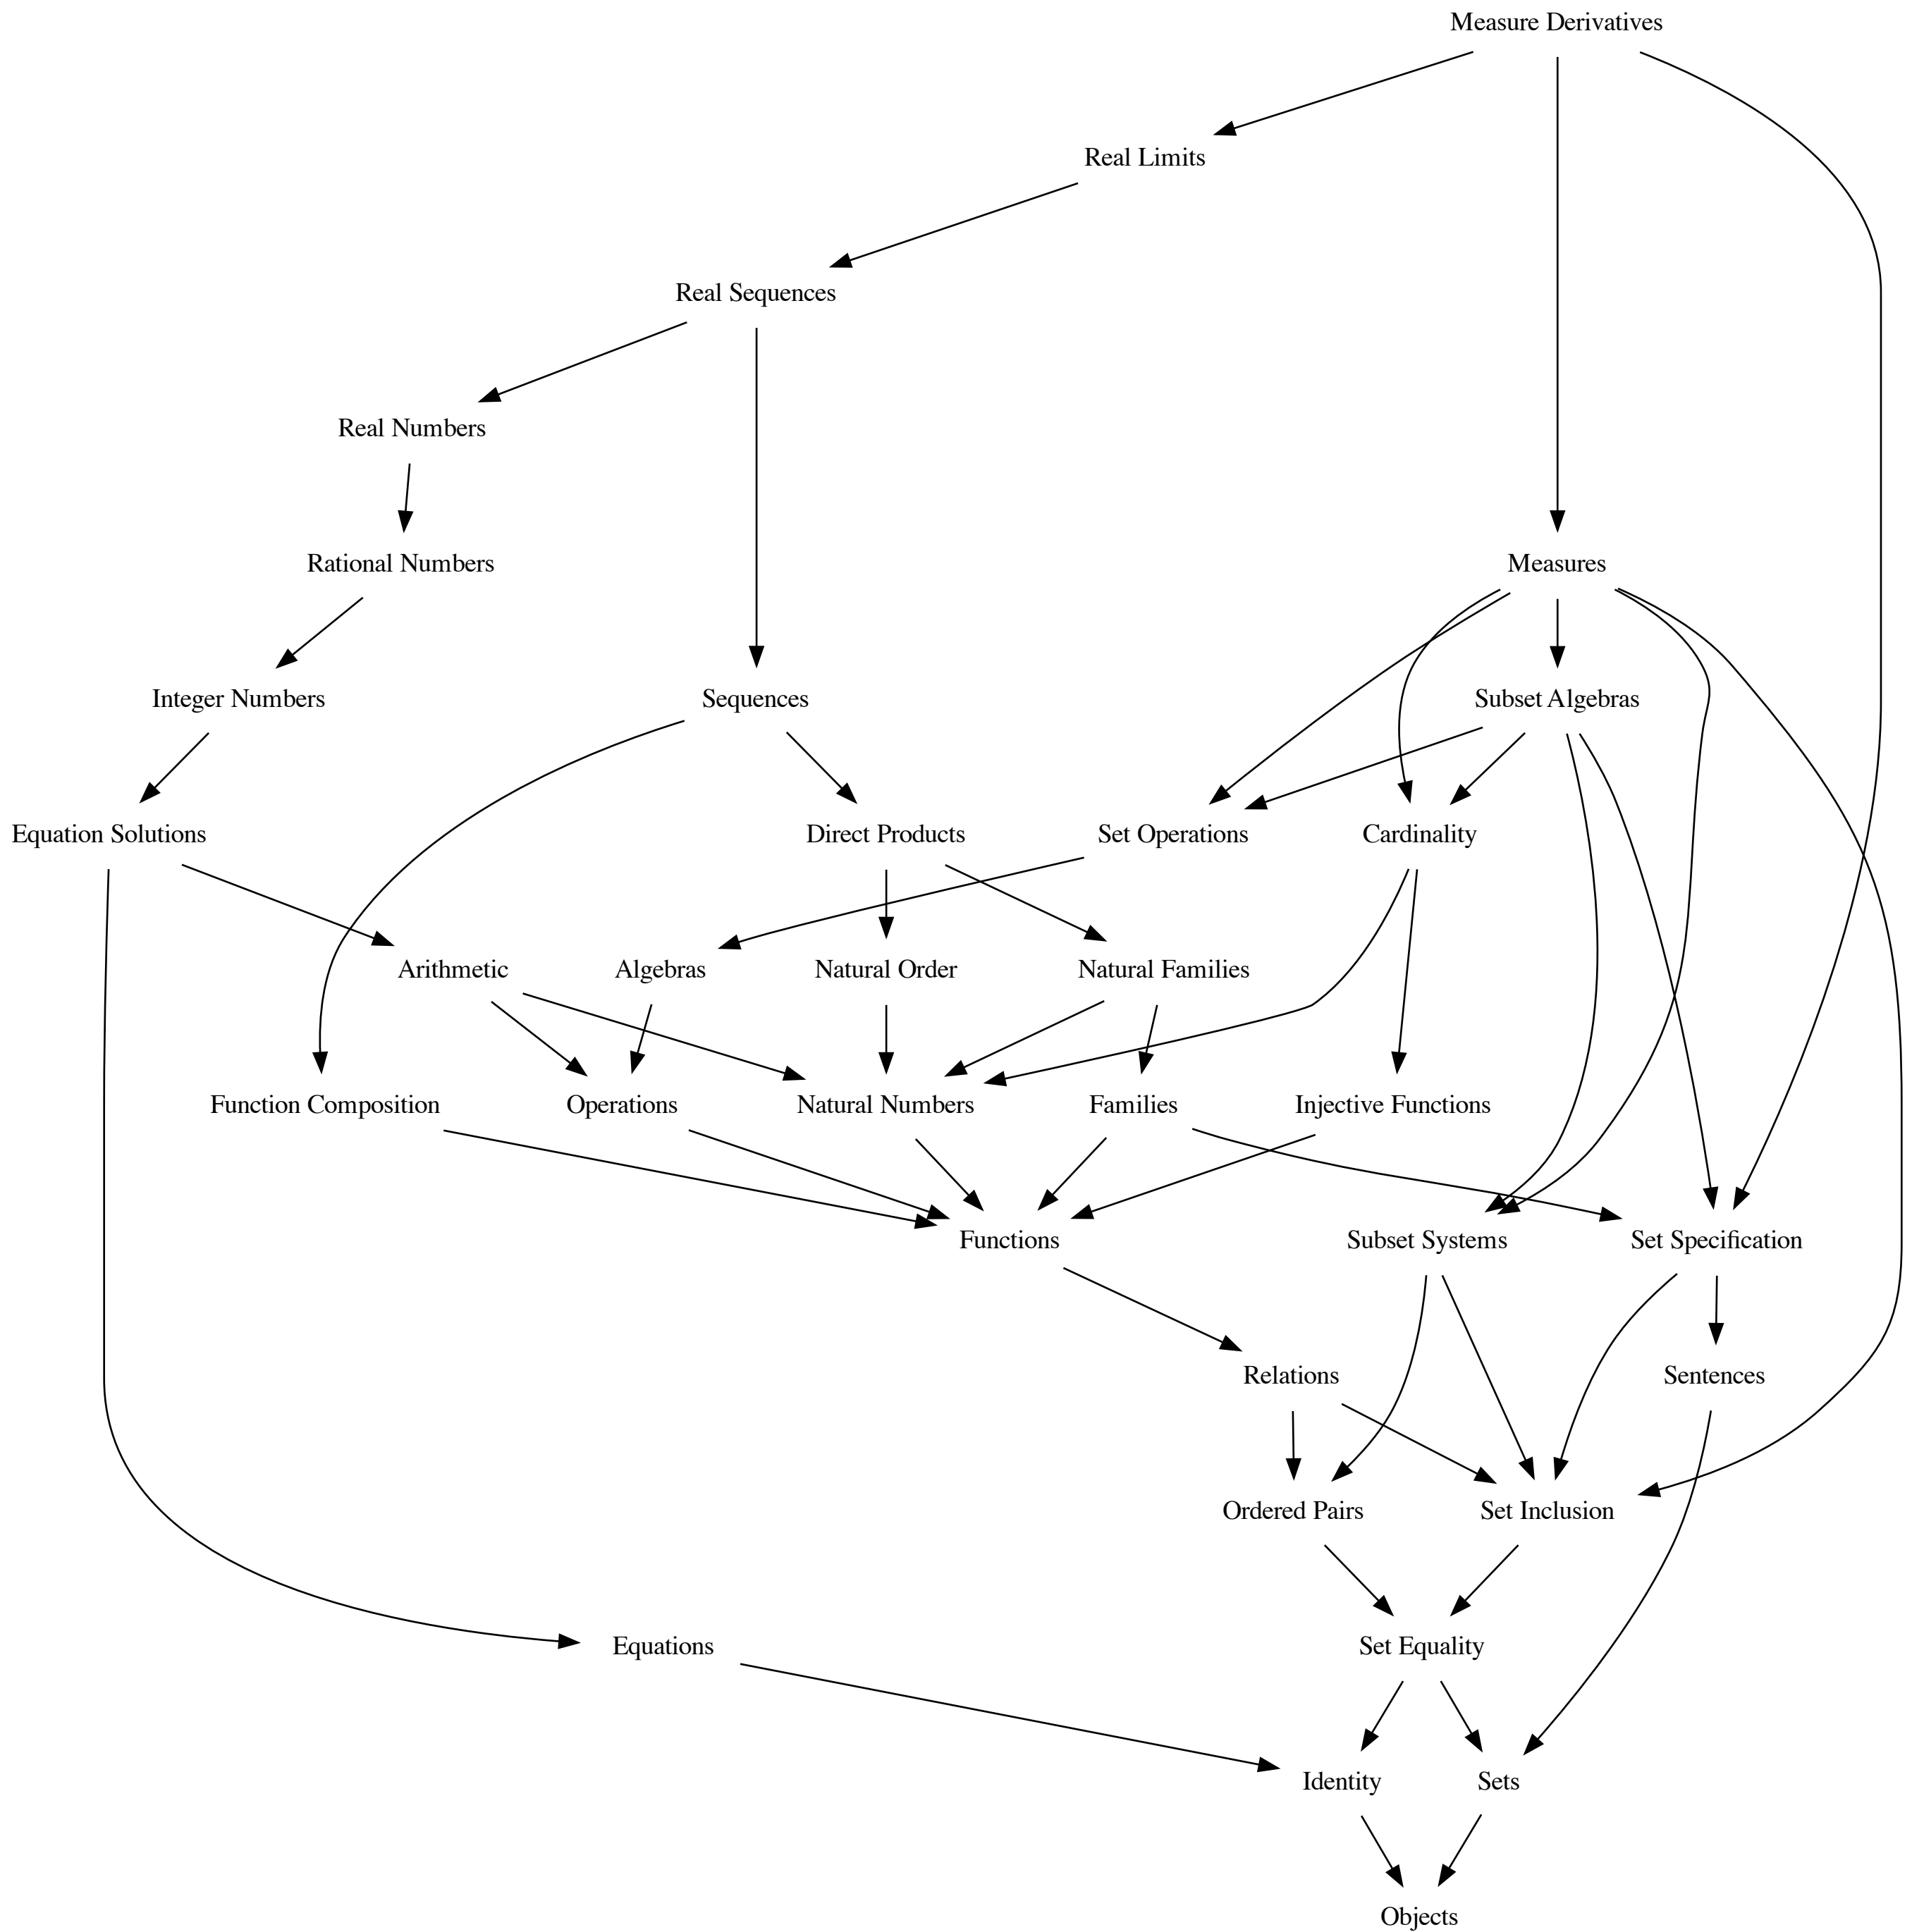 Measure Derivatives
Real Limits
Real Sequences
Real Numbers
Rational Numbers
Measures
Integer Numbers
Sequences
Subset Algebras
Equation Solutions
Direct Products
Set Operations
Cardinality
Arithmetic
Algebras
Natural Order
Natural Families
Function Composition
Operations
Natural Numbers
Families
Injective Functions
Functions
Subset Systems
Set Specification
Relations
Sentences
Ordered Pairs
Set Inclusion
Equations
Set Equality
Identity
Sets
Objects